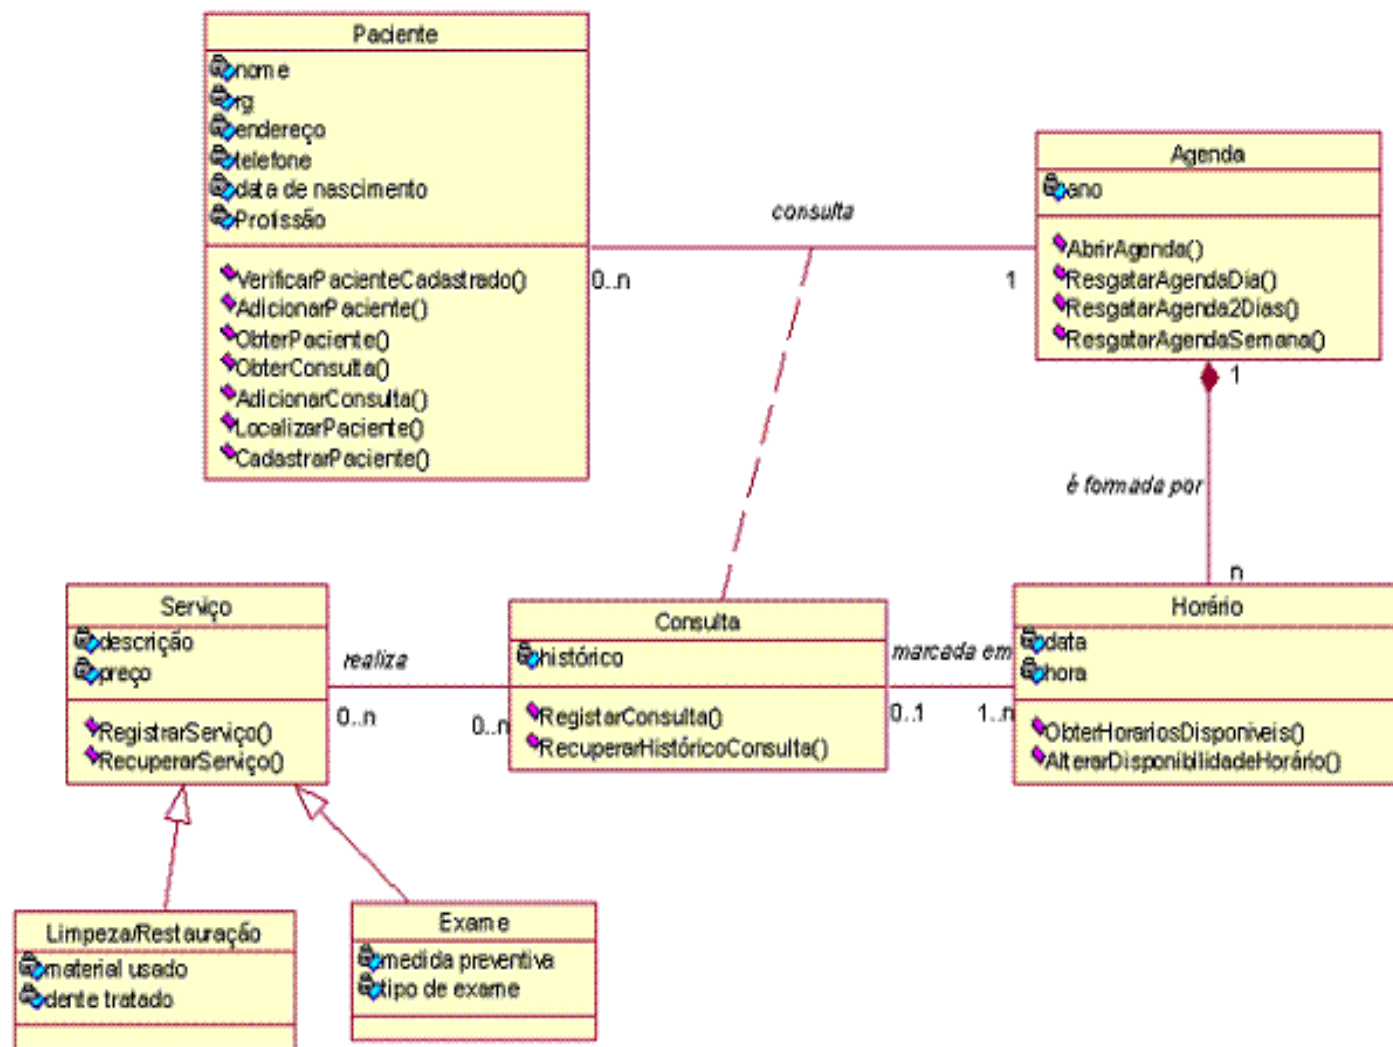 Paciente
nome
rg
endereço
telefone
data de nascimento
Profissão
VerificarPacienteCadastrado()
AdicionarPaciente()
ObterPaciente()
ObterConsulta()
AdicionarConsulta()
LocalizarPaciente()
CadastrarPaciente()
consulta
0..n
1
Agenda
ano
AbrirAgenda()
ResgatarAgendaDia()
ResgatarAgenda2Dias()
ResgatarAgendaSemana()
1
é formada por
n
Serviço
descrição
preço
RegistrarServiço()
RecuperarServiço()
realiza
0..n
0..n
Consulta
histórico
RegistarConsulta()
RecuperarHistóricoConsulta()
marcada em
0..1
1..n
Horário
data
hora
ObterHorariosDisponiveis()
AlterarDisponibilidadeHorário()
Limpeza/Restauração
material usado
dente tratado
Exame
medida preventiva
tipo de exame